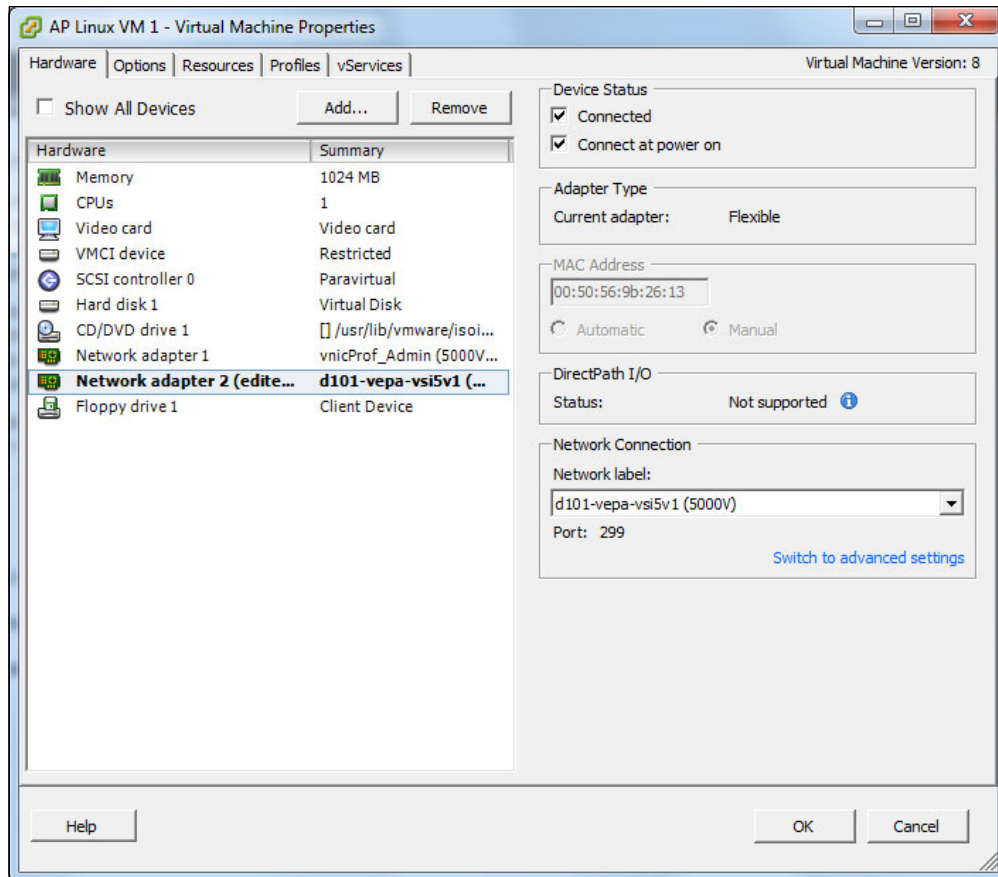 AP Linux VM 1 - Virtual Machine Properties
Hardware Options Resources Profiles vServices Virtual Machine Version: 8
Show All Devices Add... Remove
Hardware Summary
Memory 1024 MB
CPUs 1
Video card Video card
VMCI device Restricted
SCSI controller 0 Paravirtual
Hard disk 1 Virtual Disk
CD/DVD drive 1 [] /usr/lib/vmware/isoi...
Network adapter 1 vnicProf_Admin (5000V...
Network adapter 2 (edite... d101-vepa-vsi5v1 (...
Floppy drive 1 Client Device
Device Status
Connected
Connect at power on
Adapter Type
Current adapter: Flexible
MAC Address
00:50:56:9b:26:13
Automatic Manual
DirectPath I/O
Status: Not supported
Network Connection
Network label:
d101-vepa-vsi5v1 (5000V)
Port: 299
Switch to advanced settings
Help OK Cancel